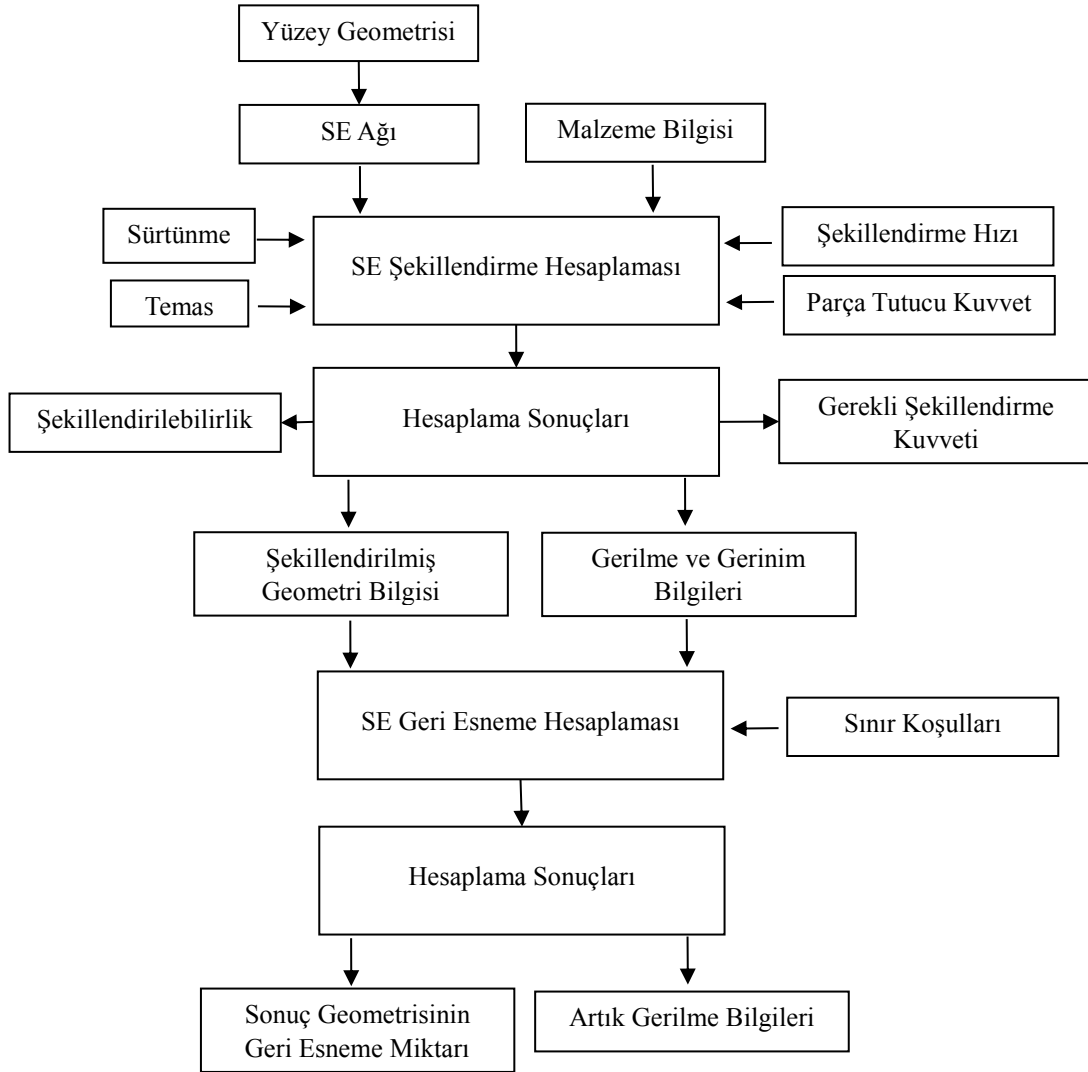 Yüzey Geometrisi
SE Ağı
Malzeme Bilgisi
Sürtünme
Şekillendirme Hızı
SE Şekillendirme Hesaplaması
Temas
Parça Tutucu Kuvvet
Şekillendirilebilirlik
Hesaplama Sonuçları
Gerekli Şekillendirme
Kuvveti
Şekillendirilmiş
Geometri Bilgisi
Gerilme ve Gerinim
Bilgileri
SE Geri Esneme Hesaplaması
Sınır Koşulları
Hesaplama Sonuçları
Sonuç Geometrisinin
Geri Esneme Miktarı
Artık Gerilme Bilgileri